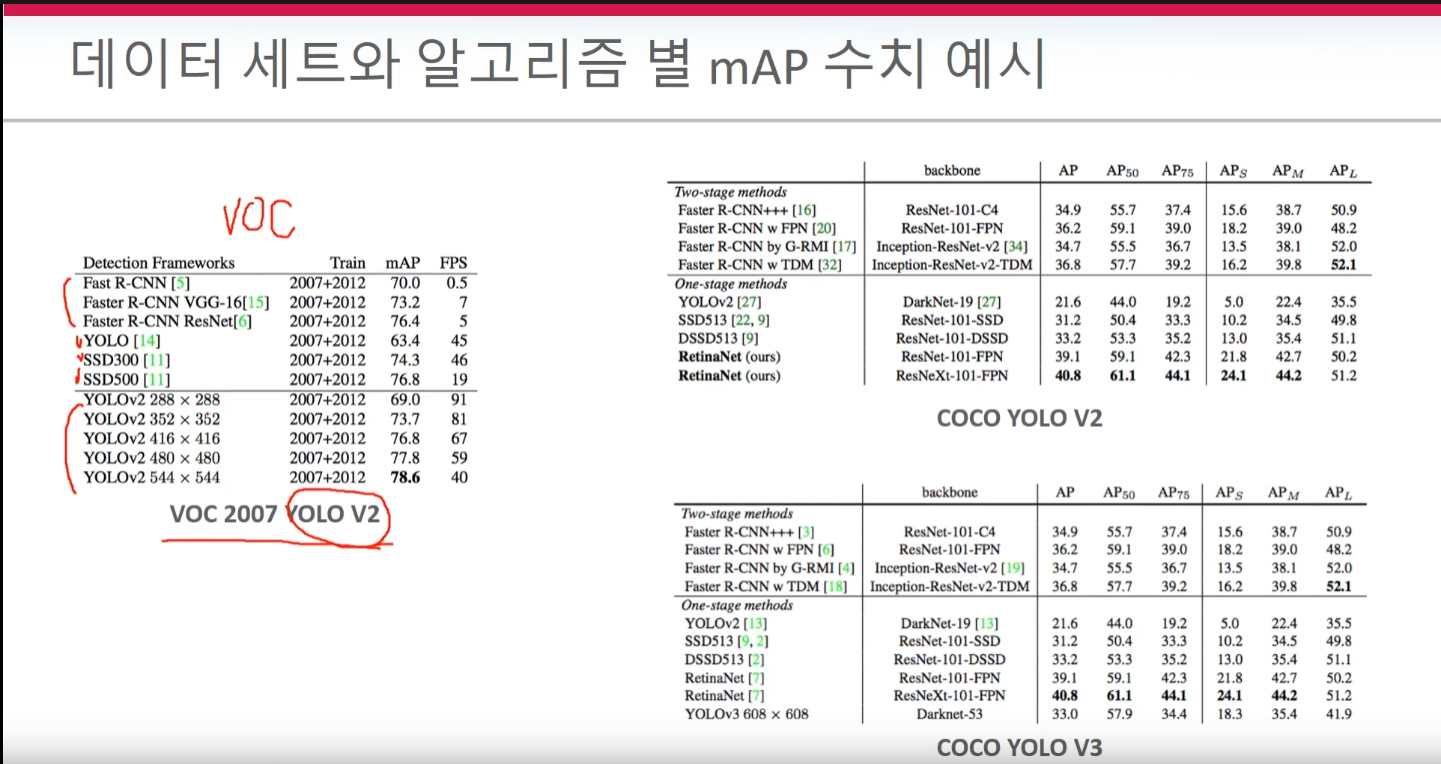 데이터 세트와 알고리즘 별 mAP 수치 예시
VOC
Detection Frameworks Train mAP FPS
Fast R-CNN [5] 2007+2012 70.0 0.5
Faster R-CNN VGG-16[15] 2007+2012 73.2 7
Faster R-CNN ResNet[6] 2007+2012 76.4 5
YOLO [14] 2007+2012 63.4 45
SSD300 [11] 2007+2012 74.3 46
SSD500 [11] 2007+2012 76.8 19
YOLOv2 288 × 288 2007+2012 69.0 91
YOLOv2 352 × 352 2007+2012 73.7 81
YOLOv2 416 × 416 2007+2012 76.8 67
YOLOv2 480 × 480 2007+2012 77.8 59
YOLOv2 544 × 544 2007+2012 78.6 40
VOC 2007 YOLO V2
backbone AP AP50 AP75 APS APM APL
Two-stage methods
Faster R-CNN+++ [16] ResNet-101-C4 34.9 55.7 37.4 15.6 38.7 50.9
Faster R-CNN w FPN [20] ResNet-101-FPN 36.2 59.1 39.0 18.2 39.0 48.2
Faster R-CNN by G-RMI [17] Inception-ResNet-v2 [34] 34.7 55.5 36.7 13.5 38.1 52.0
Faster R-CNN w TDM [32] Inception-ResNet-v2-TDM 36.8 57.7 39.2 16.2 39.8 52.1
One-stage methods
YOLOv2 [27] DarkNet-19 [27] 21.6 44.0 19.2 5.0 22.4 35.5
SSD513 [22, 9] ResNet-101-SSD 31.2 50.4 33.3 10.2 34.5 49.8
DSSD513 [9] ResNet-101-DSSD 33.2 53.3 35.2 13.0 35.4 51.1
RetinaNet (ours) ResNet-101-FPN 39.1 59.1 42.3 21.8 42.7 50.2
RetinaNet (ours) ResNeXt-101-FPN 40.8 61.1 44.1 24.1 44.2 51.2
COCO YOLO V2
backbone AP AP50 AP75 APS APM APL
Two-stage methods
Faster R-CNN+++ [3] ResNet-101-C4 34.9 55.7 37.4 15.6 38.7 50.9
Faster R-CNN w FPN [6] ResNet-101-FPN 36.2 59.1 39.0 18.2 39.0 48.2
Faster R-CNN by G-RMI [4] Inception-ResNet-v2 [19] 34.7 55.5 36.7 13.5 38.1 52.0
Faster R-CNN w TDM [18] Inception-ResNet-v2-TDM 36.8 57.7 39.2 16.2 39.8 52.1
One-stage methods
YOLOv2 [13] DarkNet-19 [13] 21.6 44.0 19.2 5.0 22.4 35.5
SSD513 [9, 2] ResNet-101-SSD 31.2 50.4 33.3 10.2 34.5 49.8
DSSD513 [2] ResNet-101-DSSD 33.2 53.3 35.2 13.0 35.4 51.1
RetinaNet [7] ResNet-101-FPN 39.1 59.1 42.3 21.8 42.7 50.2
RetinaNet [7] ResNeXt-101-FPN 40.8 61.1 44.1 24.1 44.2 51.2
YOLOv3 608 × 608 Darknet-53 33.0 57.9 34.4 18.3 35.4 41.9
COCO YOLO V3